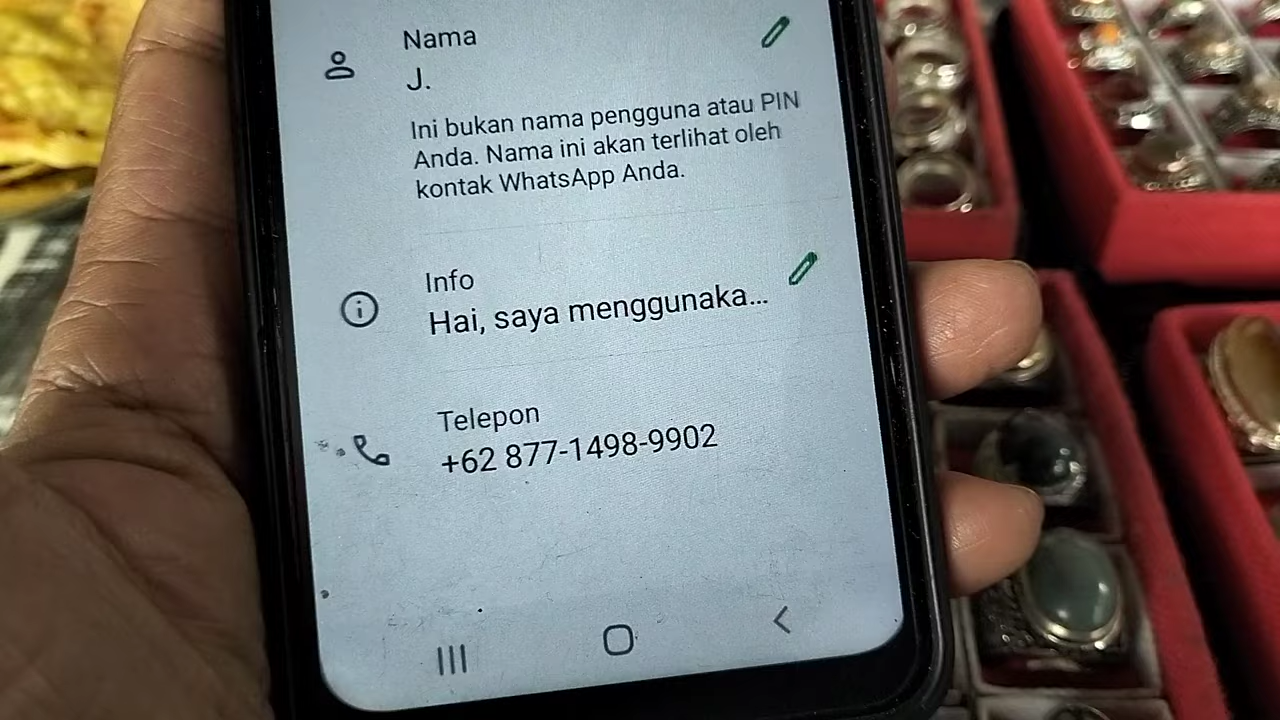 Nama
J.
Ini bukan nama pengguna atau PIN
Anda. Nama ini akan terlihat oleh
kontak WhatsApp Anda.
Info
Hai, saya menggunaka...
Telepon
+62 877-1498-9902